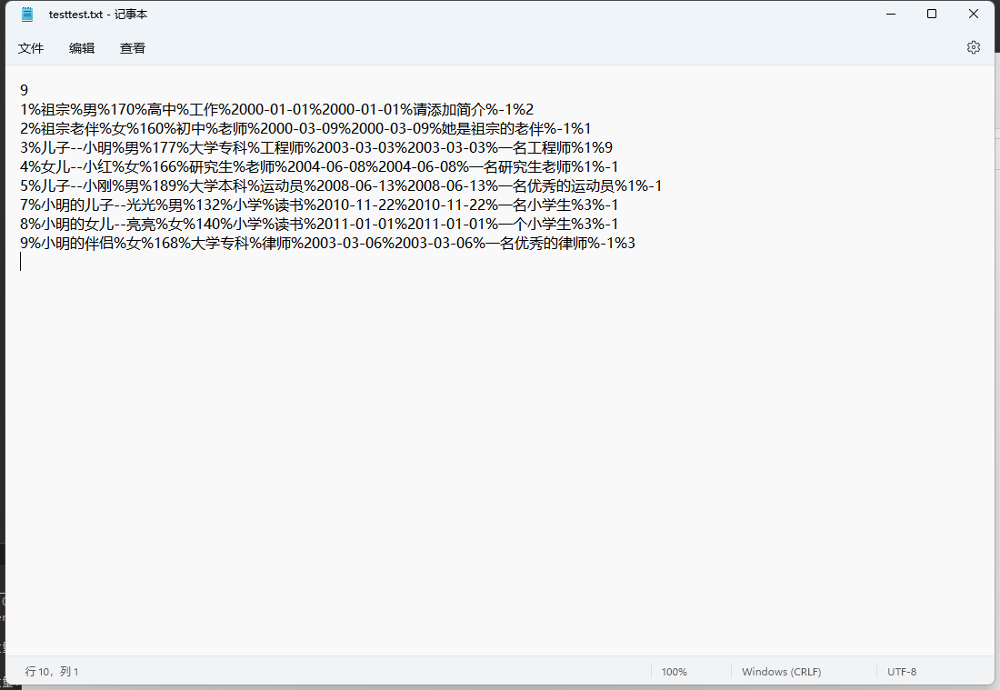 testtest.txt - 记事本
文件 编辑 查看
9
1%祖宗%男%170%高中%工作%2000-01-01%2000-01-01%请添加简介%-1%2
2%祖宗老伴%女%160%初中%老师%2000-03-09%2000-03-09%她是祖宗的老伴%-1%1
3%儿子--小明%男%177%大学专科%工程师%2003-03-03%2003-03-03%一名工程师%1%9
4%女儿--小红%女%166%研究生%老师%2004-06-08%2004-06-08%一名研究生老师%1%-1
5%儿子--小刚%男%189%大学本科%运动员%2008-06-13%2008-06-13%一名优秀的运动员%1%-1
7%小明的儿子--光光%男%132%小学%读书%2010-11-22%2010-11-22%一名小学生%3%-1
8%小明的女儿--亮亮%女%140%小学%读书%2011-01-01%2011-01-01%一个小学生%3%-1
9%小明的伴侣%女%168%大学专科%律师%2003-03-06%2003-03-06%一名优秀的律师%-1%3
行 10，列 1 100% Windows (CRLF) UTF-8